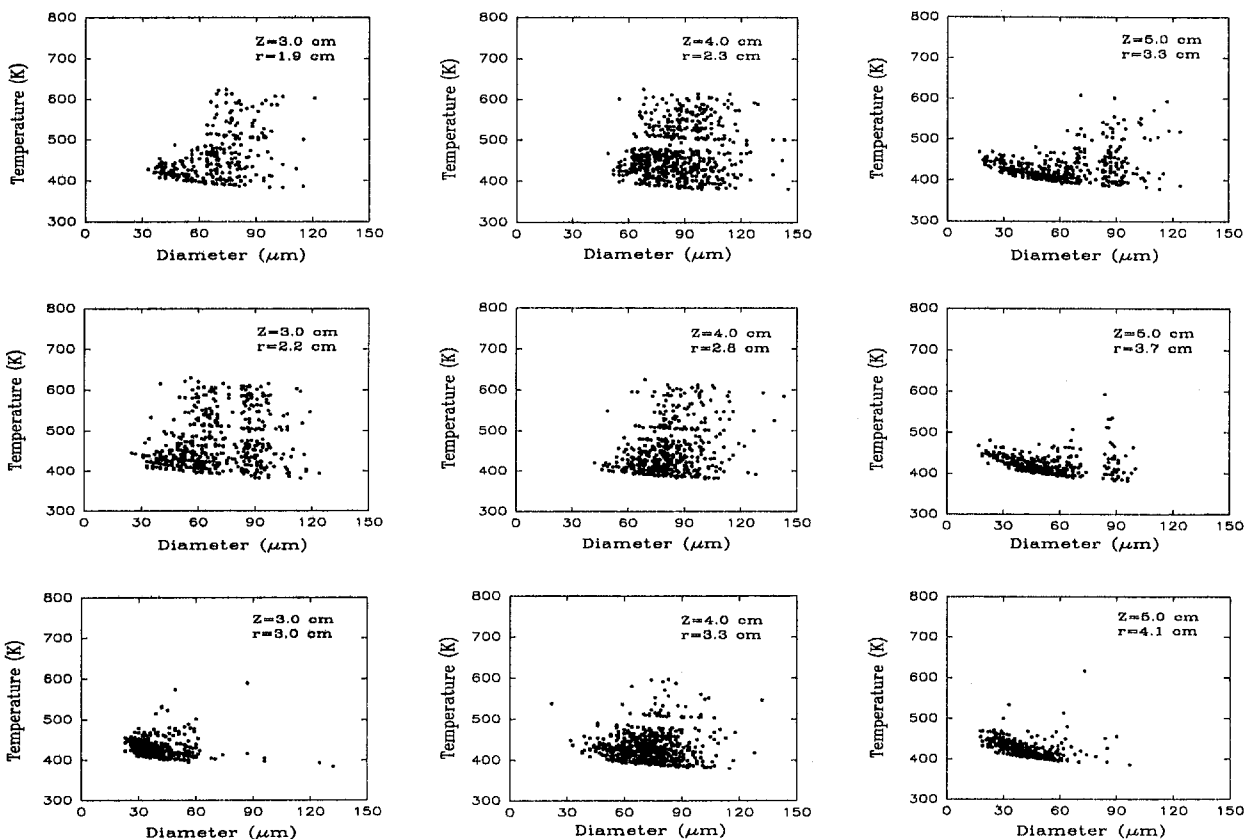 800
700
600
500
400
300
Temperature (K)
Z=3.0 cm
r=1.9 cm
0 30 60 90 120 150
Diameter (μm)
800
700
600
500
400
300
Temperature (K)
Z=4.0 cm
r=2.3 cm
0 30 60 90 120 150
Diameter (μm)
800
700
600
500
400
300
Temperature (K)
Z=5.0 cm
r=3.3 cm
0 30 60 90 120 150
Diameter (μm)
800
700
600
500
400
300
Temperature (K)
Z=3.0 cm
r=2.2 cm
0 30 60 90 120 150
Diameter (μm)
800
700
600
500
400
300
Temperature (K)
Z=4.0 cm
r=2.8 cm
0 30 60 90 120 150
Diameter (μm)
800
700
600
500
400
300
Temperature (K)
Z=5.0 cm
r=3.7 cm
0 30 60 90 120 150
Diameter (μm)
800
700
600
500
400
300
Temperature (K)
Z=3.0 cm
r=3.0 cm
0 30 60 90 120 150
Diameter (μm)
800
700
600
500
400
300
Temperature (K)
Z=4.0 cm
r=3.3 cm
0 30 60 90 120 150
Diameter (μm)
800
700
600
500
400
300
Temperature (K)
Z=5.0 cm
r=4.1 cm
0 30 60 90 120 150
Diameter (μm)